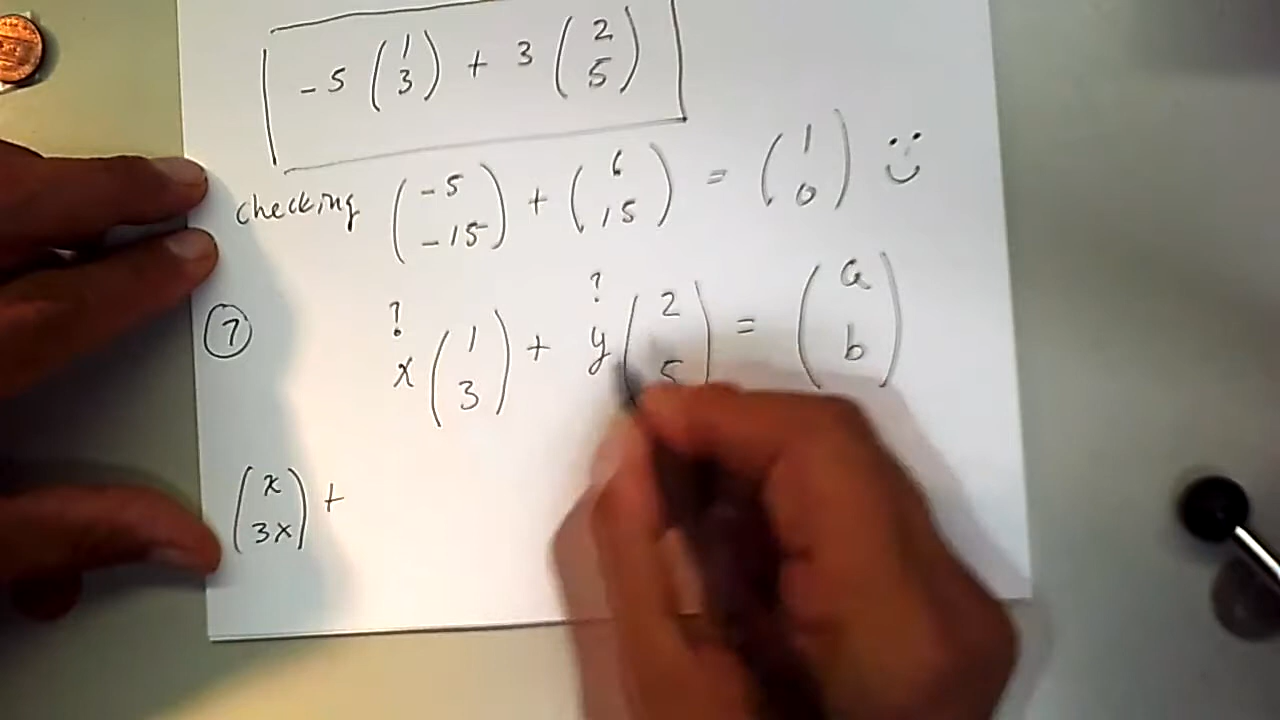 -5 (1 3) + 3 (2 5)
checking (-5 -15) + (6 15) = (1 0)
? ?
7 x (1 3) + y (2 5) = (a b)
(x 3x) +